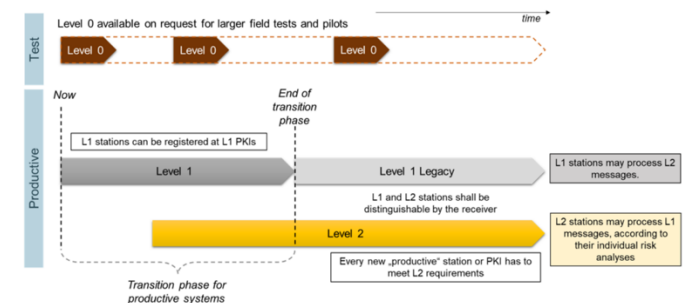 Level 0 available on request for larger field tests and pilots
time
Test
Level 0
Level 0
Level 0
Productive
Now
End of
transition
phase
L1 stations can be registered at L1 PKIs
Level 1
Level 1 Legacy
L1 stations may process L2
messages.
L1 and L2 stations shall be
distinguishable by the receiver
Level 2
L2 stations may process L1
messages, according to
their individual risk
analyses
Every new „productive“ station or PKI has to
meet L2 requirements
Transition phase for
productive systems